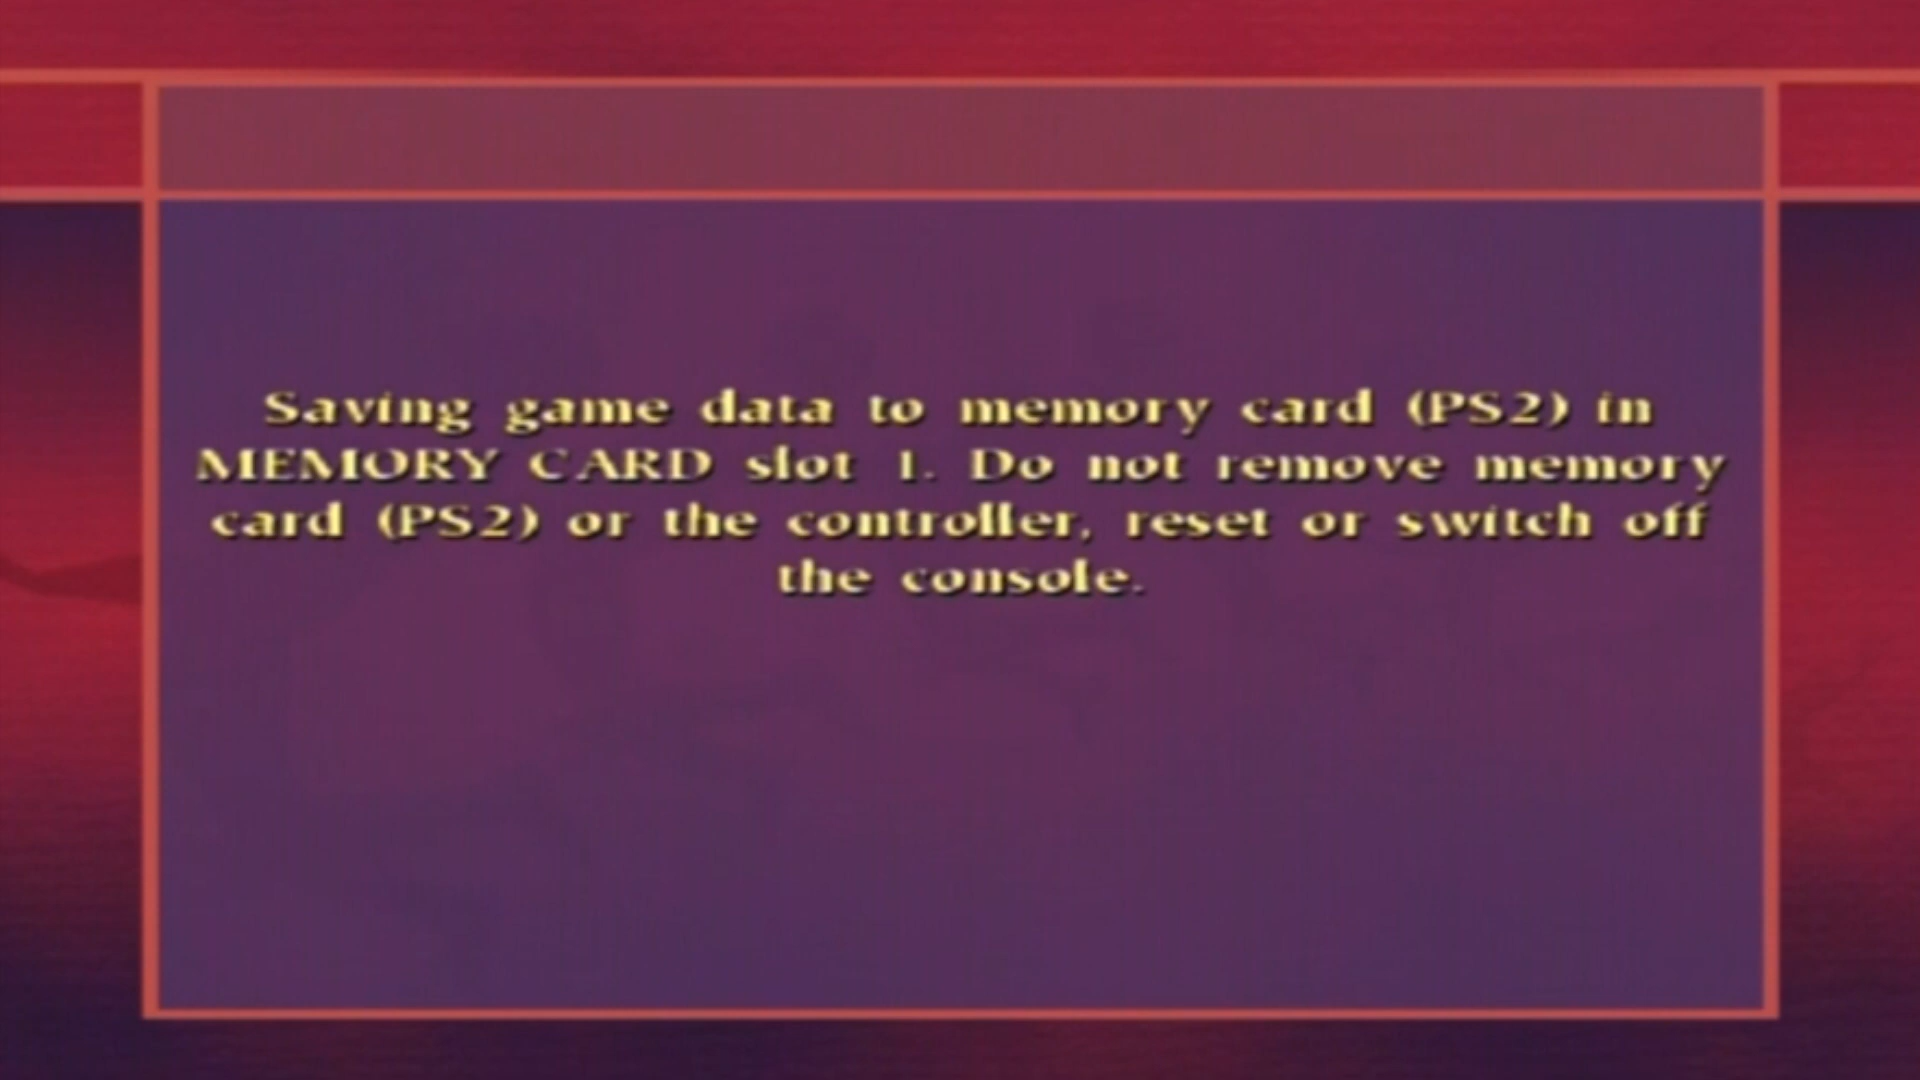 Saving game data to memory card (PS2) in
MEMORY CARD slot 1. Do not remove memory
card (PS2) or the controller, reset or switch off
the console.